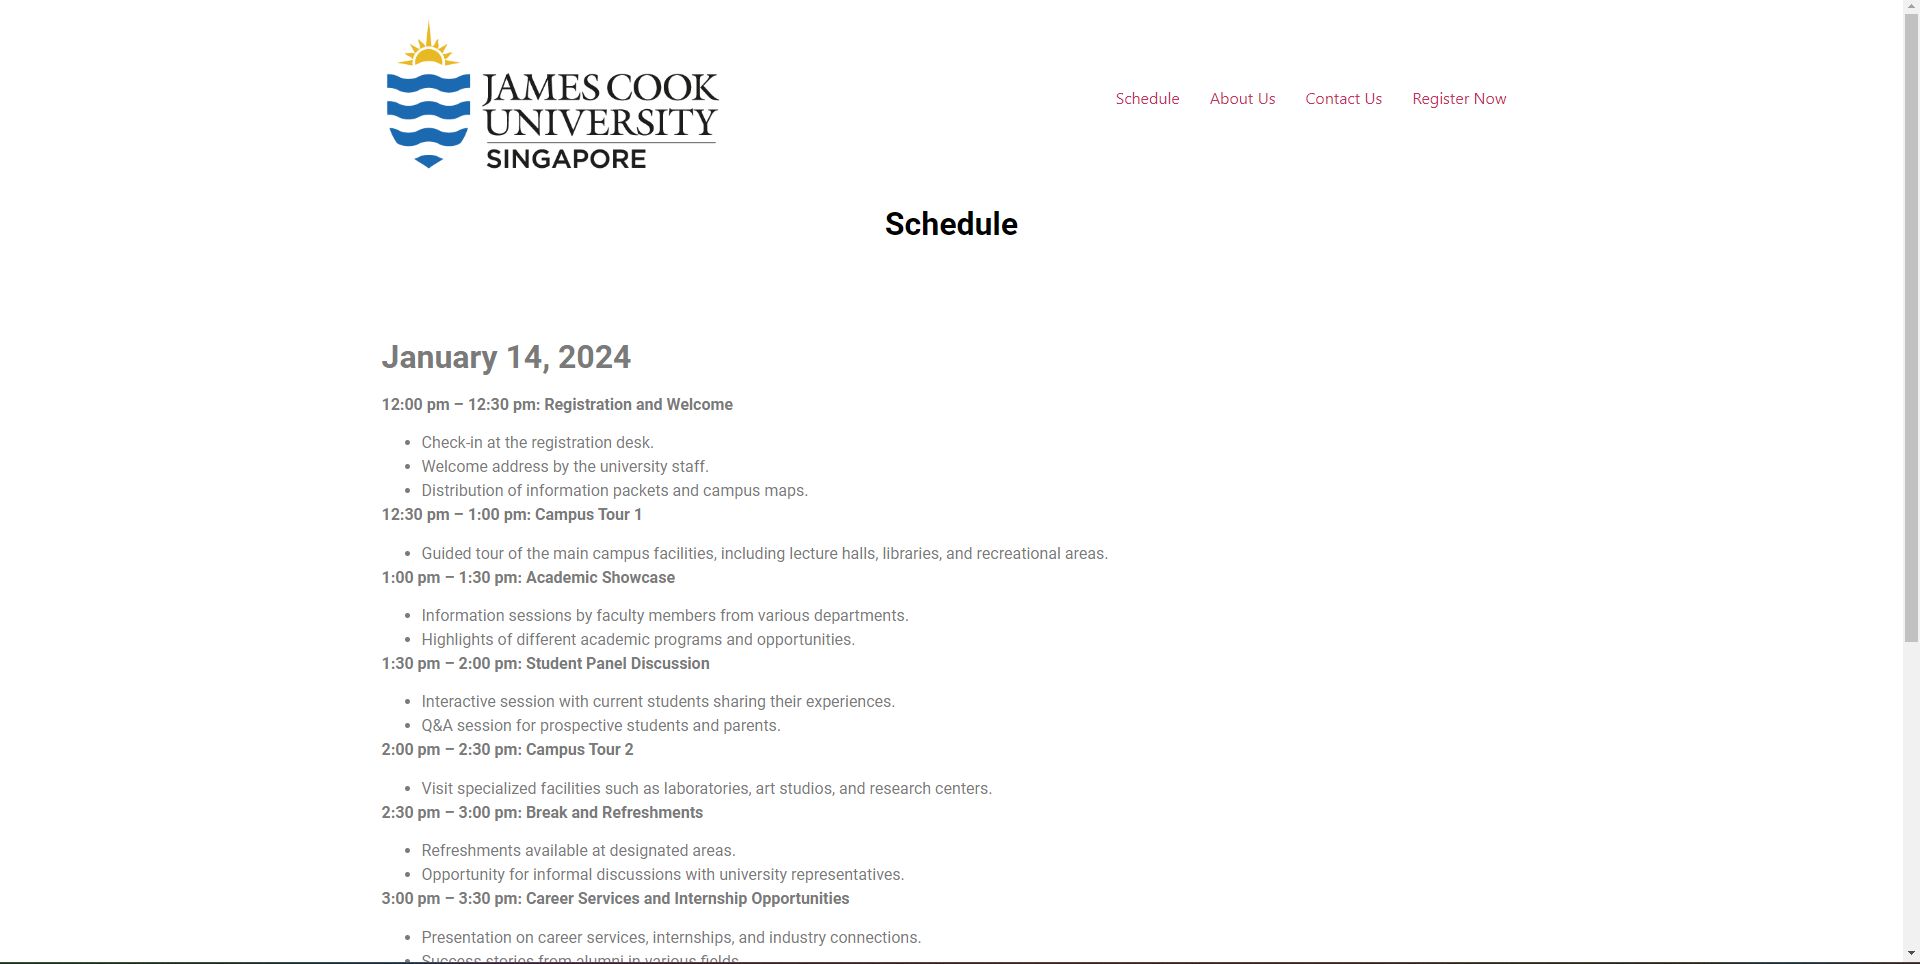 JAMES COOK
UNIVERSITY
SINGAPORE
Schedule
About Us
Contact Us
Register Now
Schedule
January 14, 2024
12:00 pm – 12:30 pm: Registration and Welcome
• Check-in at the registration desk.
• Welcome address by the university staff.
• Distribution of information packets and campus maps.
12:30 pm – 1:00 pm: Campus Tour 1
• Guided tour of the main campus facilities, including lecture halls, libraries, and recreational areas.
1:00 pm – 1:30 pm: Academic Showcase
• Information sessions by faculty members from various departments.
• Highlights of different academic programs and opportunities.
1:30 pm – 2:00 pm: Student Panel Discussion
• Interactive session with current students sharing their experiences.
• Q&A session for prospective students and parents.
2:00 pm – 2:30 pm: Campus Tour 2
• Visit specialized facilities such as laboratories, art studios, and research centers.
2:30 pm – 3:00 pm: Break and Refreshments
• Refreshments available at designated areas.
• Opportunity for informal discussions with university representatives.
3:00 pm – 3:30 pm: Career Services and Internship Opportunities
• Presentation on career services, internships, and industry connections.
• Success stories from alumni in various fields.